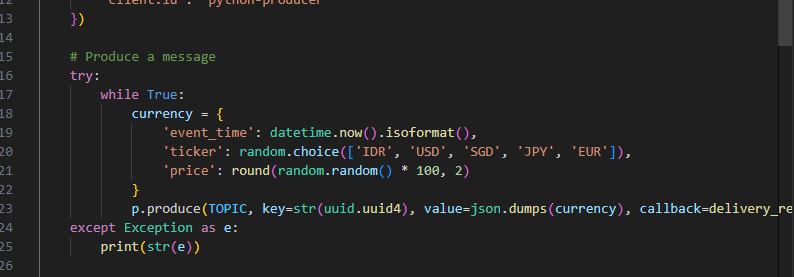 12 'client.id': 'python-producer'
13 })
14
15 # Produce a message
16 try:
17 while True:
18 currency = {
19 'event_time': datetime.now().isoformat(),
20 'ticker': random.choice(['IDR', 'USD', 'SGD', 'JPY', 'EUR']),
21 'price': round(random.random() * 100, 2)
22 }
23 p.produce(TOPIC, key=str(uuid.uuid4), value=json.dumps(currency), callback=delivery_re
24 except Exception as e:
25 print(str(e))
26